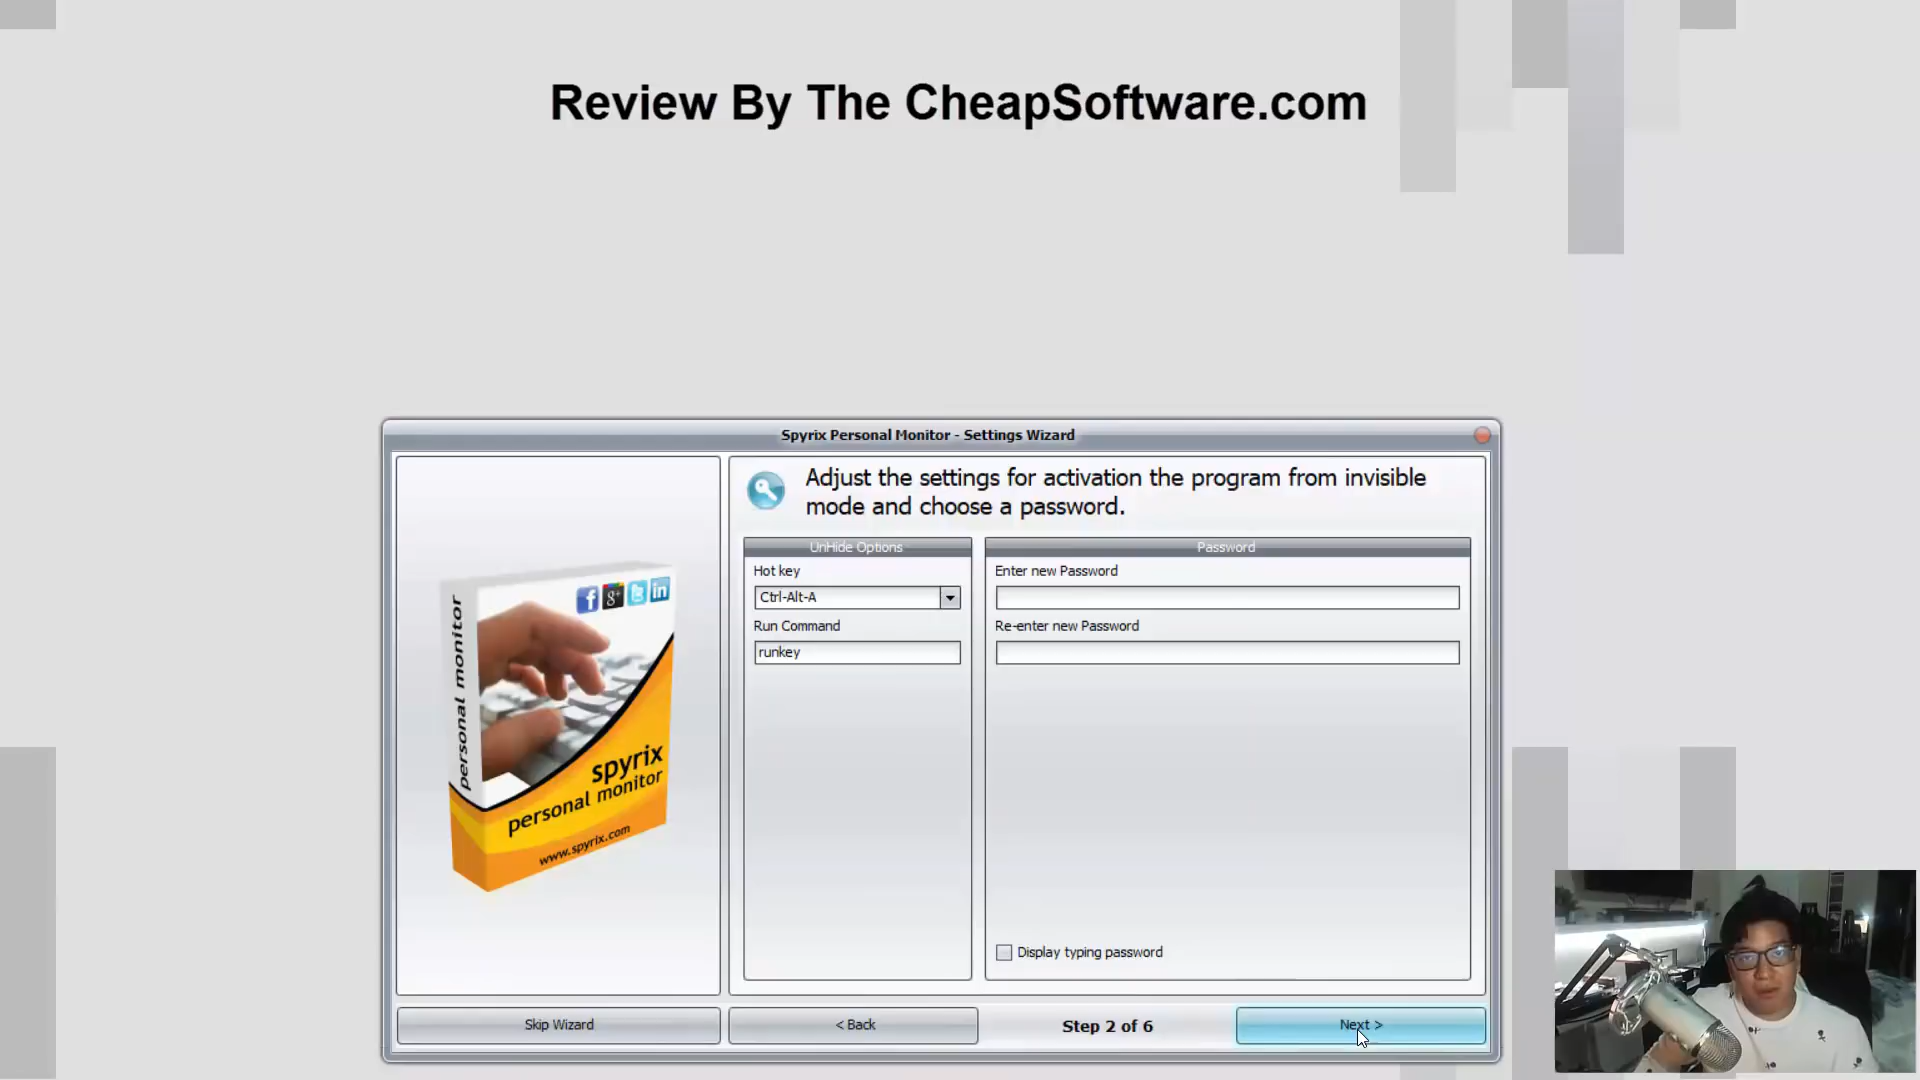 Review By The CheapSoftware.com
Spyrix Personal Monitor - Settings Wizard
Adjust the settings for activation the program from invisible
mode and choose a password.
UnHide Options
Hot key
Ctrl-Alt-A
Run Command
runkey
Password
Enter new Password
Re-enter new Password
Display typing password
personal monitor
f
g+
in
spyrix
personal monitor
www.spyrix.com
Skip Wizard
< Back
Step 2 of 6
Next >